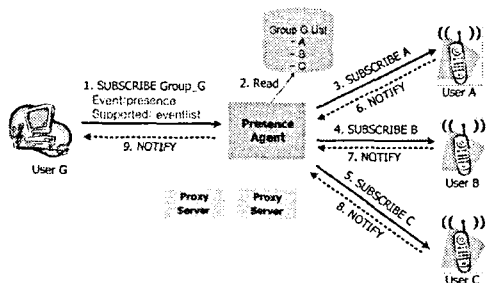 Group G List
- A
- B
- C
1. SUBSCRIBE Group_G
Event:presence
Supported: eventlist
2. Read
3. SUBSCRIBE A
6. NOTIFY
User A
Presence
Agent
4. SUBSCRIBE B
7. NOTIFY
User B
9. NOTIFY
User G
5. SUBSCRIBE C
8. NOTIFY
User C
Proxy
Server
Proxy
Server